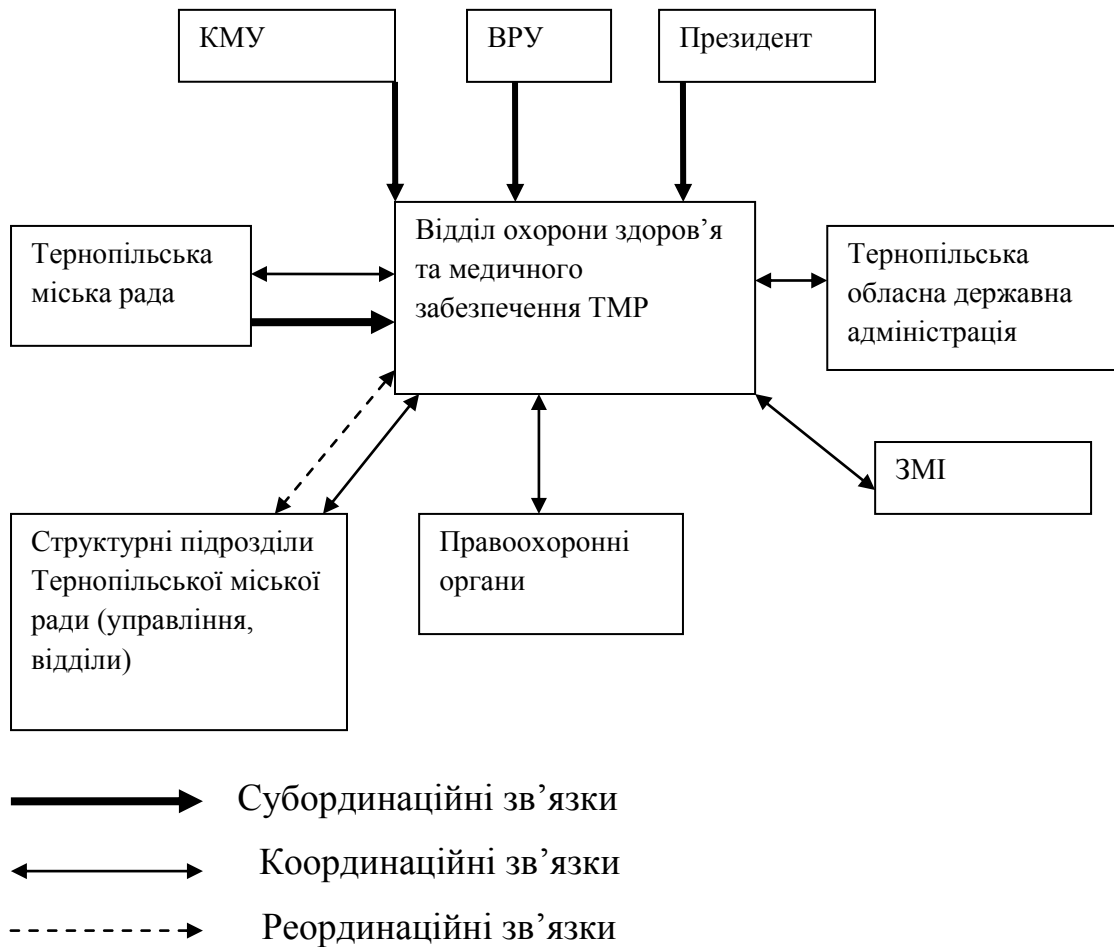 КМУ
ВРУ
Президент
Тернопільська
міська рада
Відділ охорони здоров’я
та медичного
забезпечення ТМР
Тернопільська
обласна державна
адміністрація
ЗМІ
Структурні підрозділи
Тернопільської міської
ради (управління,
відділи)
Правоохоронні
органи
Субординаційні зв’язки
Координаційні зв’язки
Реординаційні зв’язки